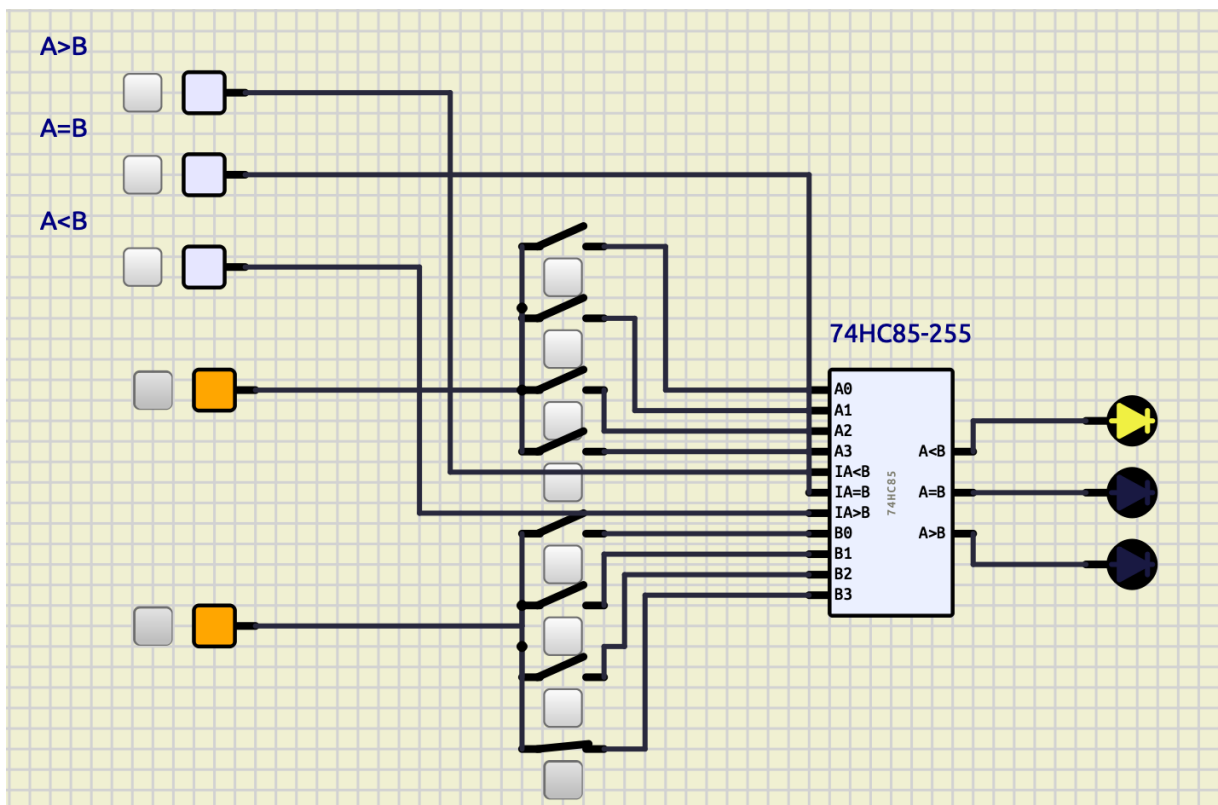 A>B
A=B
A<B
74HC85-255
A0
A1
A2
A3
IA<B
IA=B
IA>B
B0
B1
B2
B3
74HC85
A<B
A=B
A>B